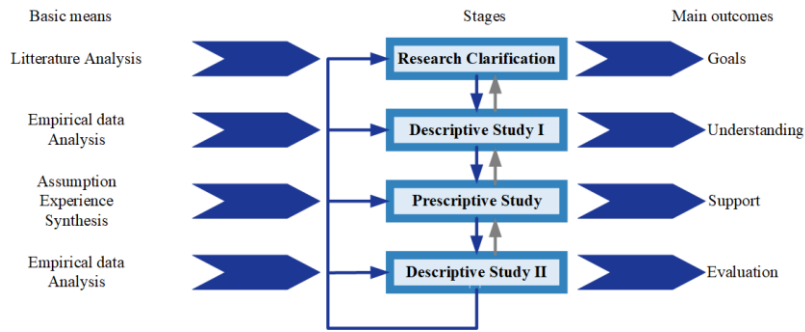 Basic means
Stages
Main outcomes
Litterature Analysis
Research Clarification
Goals
Empirical data
Analysis
Descriptive Study I
Understanding
Assumption
Experience
Synthesis
Prescriptive Study
Support
Empirical data
Analysis
Descriptive Study II
Evaluation